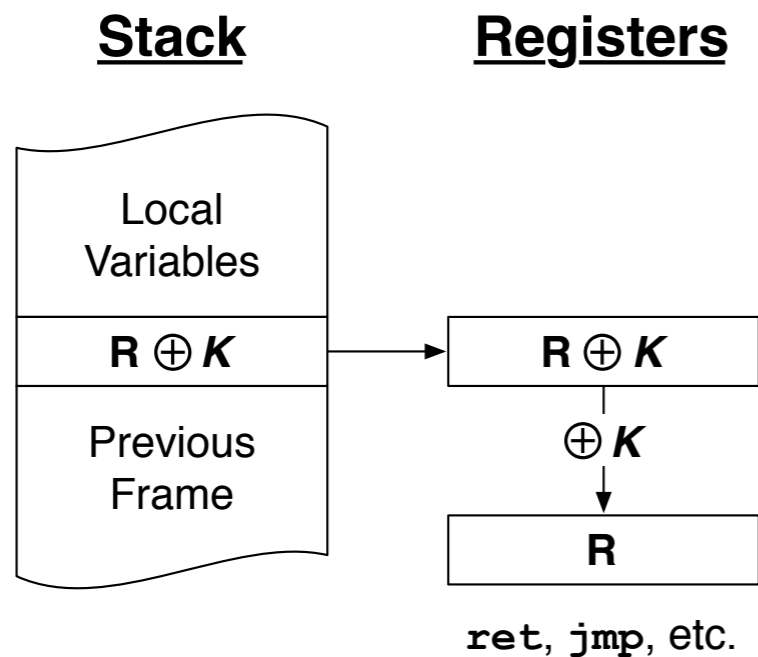 Stack
Local
Variables
R ⊕ K
Previous
Frame
Registers
R ⊕ K
⊕ K
R
ret, jmp, etc.